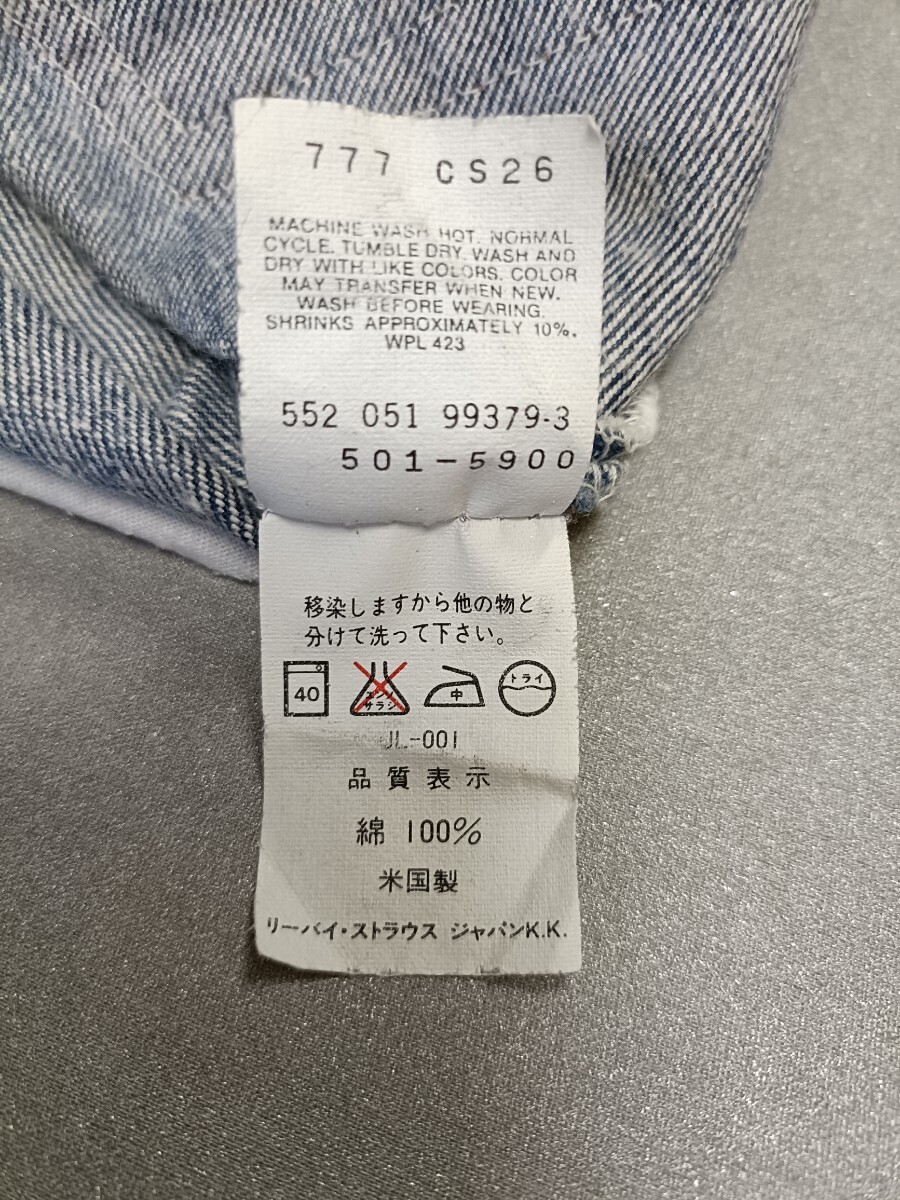 777 CS26
MACHINE WASH HOT. NORMAL
CYCLE. TUMBLE DRY. WASH AND
DRY WITH LIKE COLORS. COLOR
MAY TRANSFER WHEN NEW.
WASH BEFORE WEARING.
SHRINKS APPROXIMATELY 10%.
WPL 423
552 051 99379-3
501-5900
移染しますから他の物と
分けて洗って下さい。
40 エンソサラシ 中 トライ
JL-001
品質表示
綿 100%
米国製
リーバイ・ストラウス ジャパンK.K.